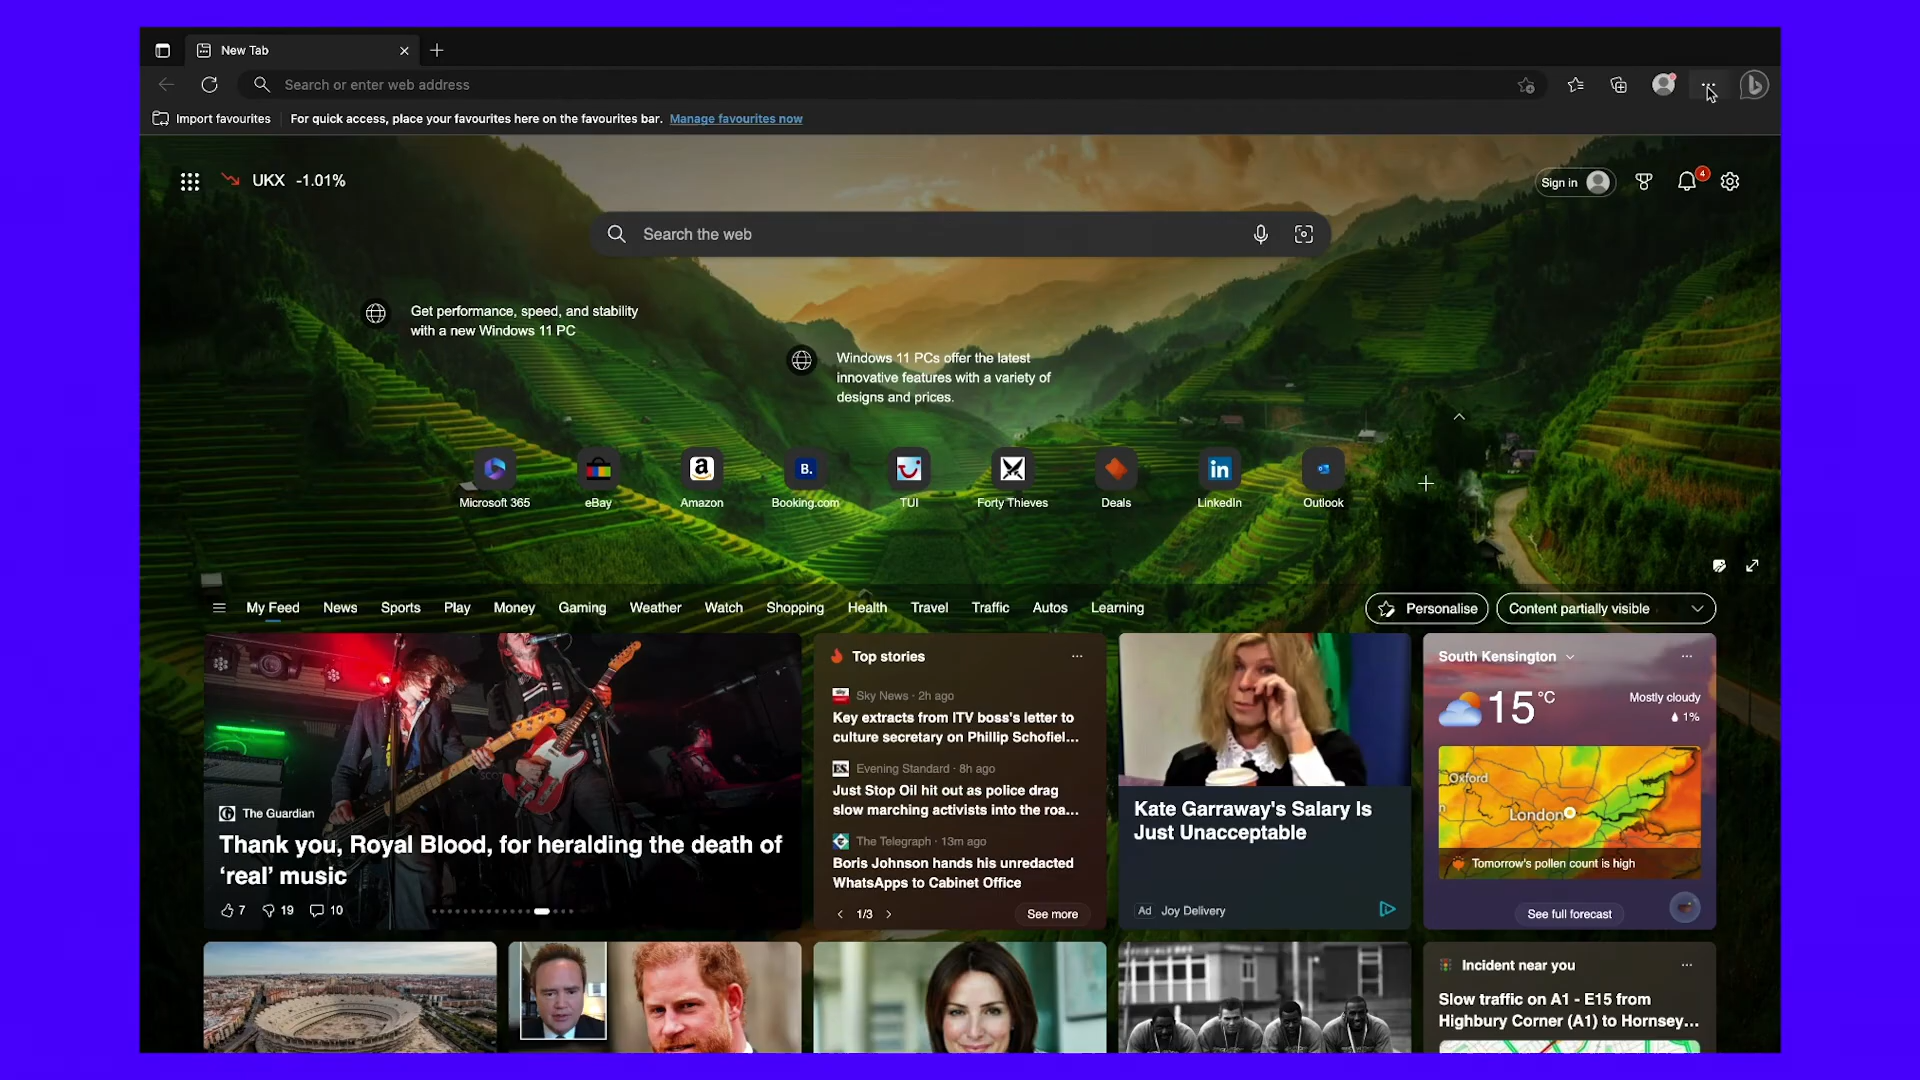 New Tab
Search or enter web address
Import favourites
For quick access, place your favourites here on the favourites bar. Manage favourites now
UKX -1.01%
Sign in
4
Search the web
Get performance, speed, and stability
with a new Windows 11 PC
Windows 11 PCs offer the latest
innovative features with a variety of
designs and prices.
a
B.
in
Microsoft 365
eBay
Amazon
Booking.com
TUI
Forty Thieves
Deals
LinkedIn
Outlook
My Feed
News
Sports
Play
Money
Gaming
Weather
Watch
Shopping
Health
Travel
Traffic
Autos
Learning
Personalise
Content partially visible
The Guardian
Thank you, Royal Blood, for heralding the death of
‘real’ music
7
19
10
Top stories
Sky News · 2h ago
Key extracts from ITV boss's letter to
culture secretary on Phillip Schofiel...
ES
Evening Standard · 8h ago
Just Stop Oil hit out as police drag
slow marching activists into the roa...
The Telegraph · 13m ago
Boris Johnson hands his unredacted
WhatsApps to Cabinet Office
1/3
See more
Kate Garraway's Salary Is
Just Unacceptable
Ad Joy Delivery
South Kensington
15 °C
Mostly cloudy
1%
Oxford
London
Tomorrow's pollen count is high
See full forecast
Incident near you
Slow traffic on A1 - E15 from
Highbury Corner (A1) to Hornsey...